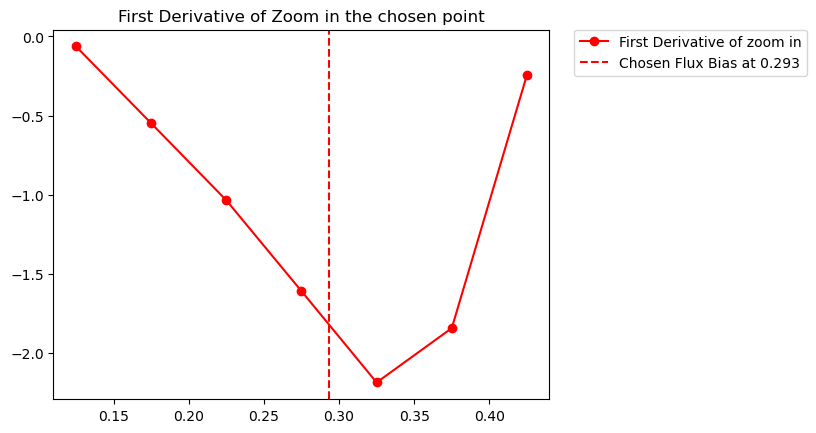 First Derivative of Zoom in the chosen point
First Derivative of zoom in
Chosen Flux Bias at 0.293
0.0
−0.5
−1.0
−1.5
−2.0
0.15 0.20 0.25 0.30 0.35 0.40